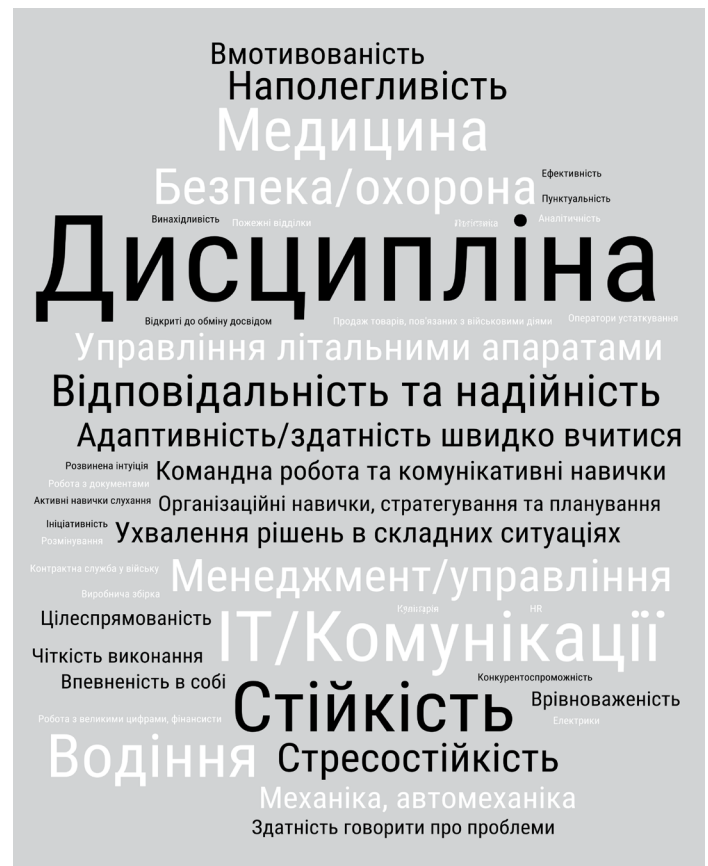 Вмотивованість
Наполегливість
Медицина
Безпека/охорона
Ефективність
Пунктуальність
Винахідливість
Пожежні відділки
Логістика
Аналітичність
Дисципліна
Відкриті до обміну досвідом
Продаж товарів, пов'язаних з військовими діями
Оператори устаткування
Управління літальними апаратами
Відповідальність та надійність
Адаптивність/здатність швидко вчитися
Розвинена інтуїція
Командна робота та комунікативні навички
Робота з документами
Активні навички слухання
Організаційні навички, стратегування та планування
Ініціативність
Ухвалення рішень в складних ситуаціях
Розмінування
Контрактна служба у війську
Менеджмент/управління
Виробнича збірка
Кулінарія
HR
Цілеспрямованість
ІТ/Комунікації
Чіткість виконання
Впевненість в собі
Конкурентоспроможність
Стійкість
Врівноваженість
Робота з великими цифрами, фінансисти
Електрики
Водіння
Стресостійкість
Механіка, автомеханіка
Здатність говорити про проблеми